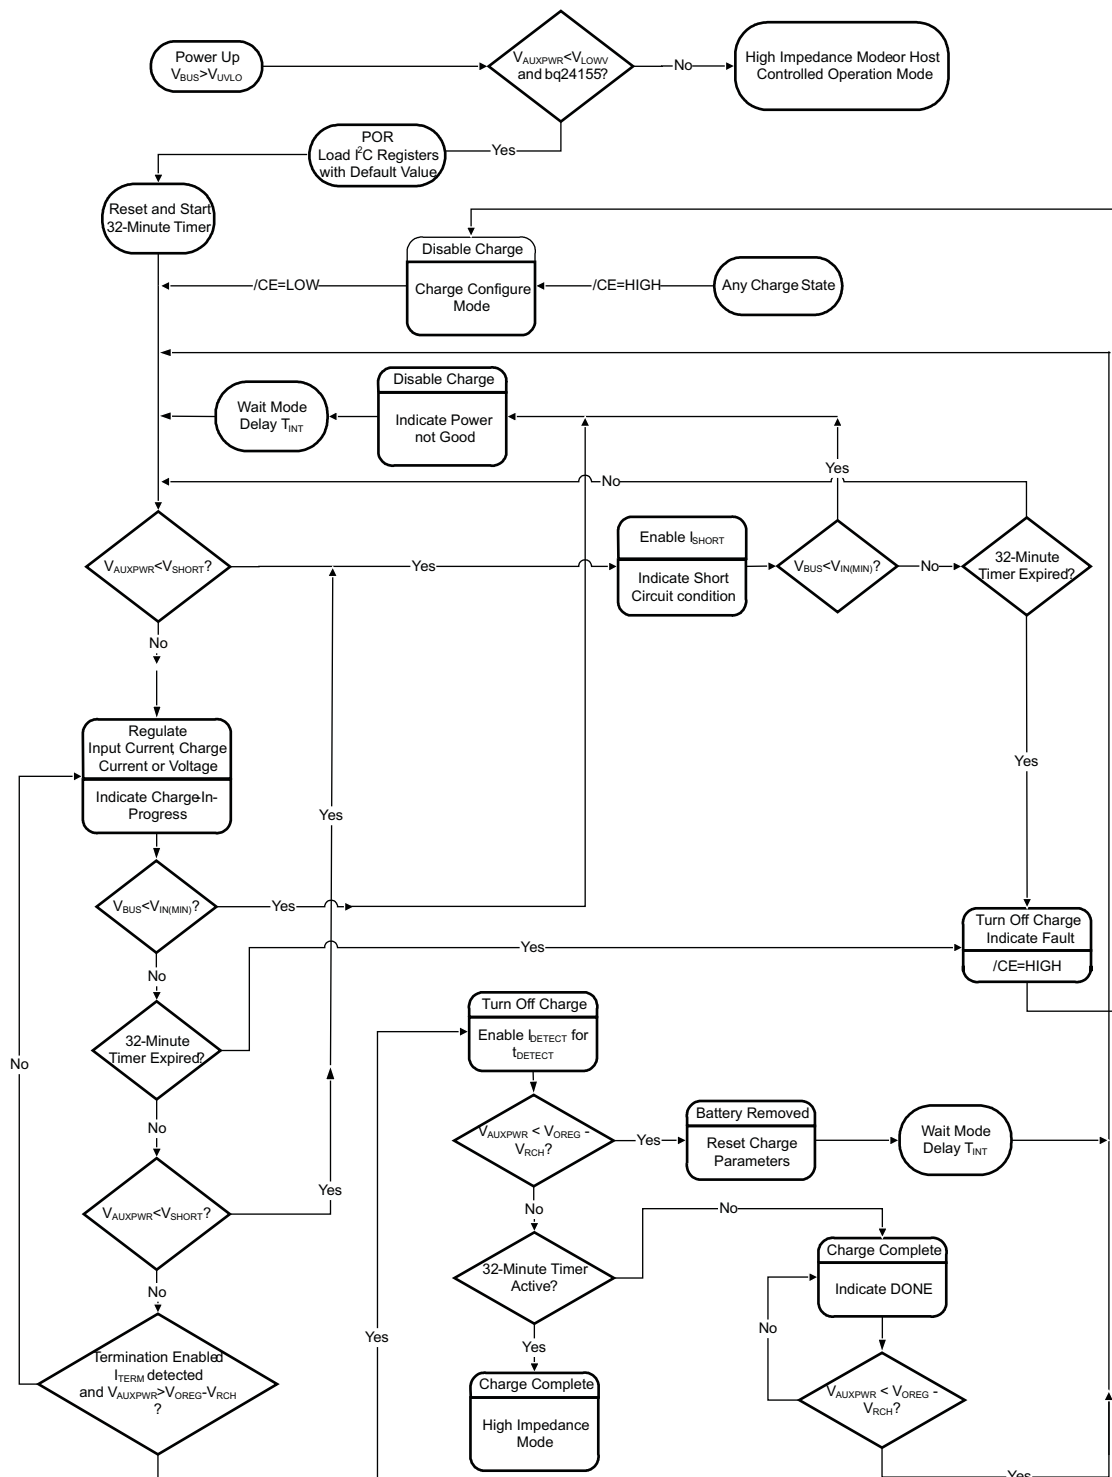 Power Up
VBUS>VUVLO
VAUXPWR<VLOWV
and bq24155?
No
High Impedance Modeor Host
Controlled Operation Mode
Yes
POR
Load I2C Registers
with Default Value
Reset and Start
32-Minute Timer
Disable Charge
Charge Configure
Mode
/CE=LOW
/CE=HIGH
Any Charge State
Disable Charge
Indicate Power
not Good
Wait Mode
Delay TINT
Yes
No
VAUXPWR<VSHORT?
Yes
Enable ISHORT
Indicate Short
Circuit condition
VBUS<VIN(MIN)?
No
32-Minute
Timer Expired?
No
Regulate
Input Current, Charge
Current or Voltage
Indicate Charge-In-
Progress
Yes
Yes
VBUS<VIN(MIN)?
Yes
Turn Off Charge
Indicate Fault
/CE=HIGH
Yes
No
32-Minute
Timer Expired?
No
Turn Off Charge
Enable IDETECT for
tDETECT
No
VAUXPWR < VOREG -
VRCH?
Yes
Battery Removed
Reset Charge
Parameters
Wait Mode
Delay TINT
VAUXPWR<VSHORT?
Yes
No
No
32-Minute Timer
Active?
No
Charge Complete
Indicate DONE
No
Yes
Yes
Termination Enabled
ITERM detected
and VAUXPWR>VOREG-VRCH
?
Charge Complete
High Impedance
Mode
VAUXPWR < VOREG -
VRCH?
Yes